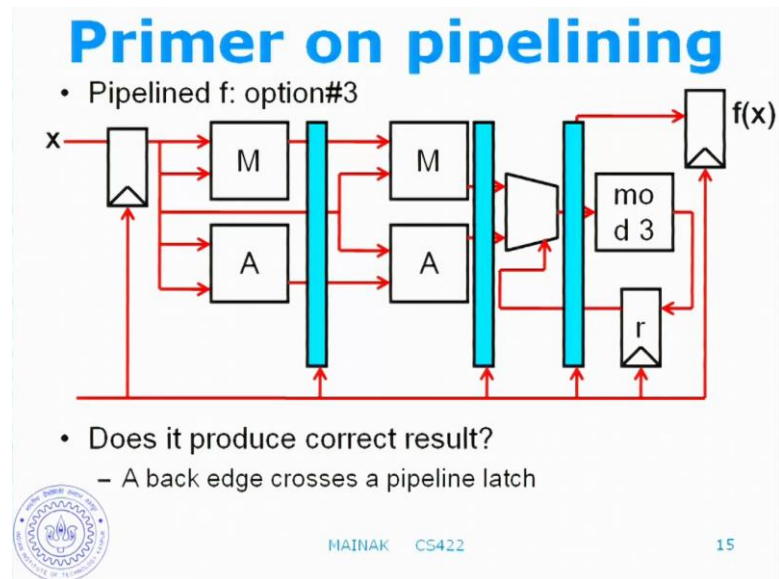 Primer on pipelining
• Pipelined f: option#3
x
M
M
f(x)
mo
d 3
A
A
r
• Does it produce correct result?
– A back edge crosses a pipeline latch
MAINAK CS422
15